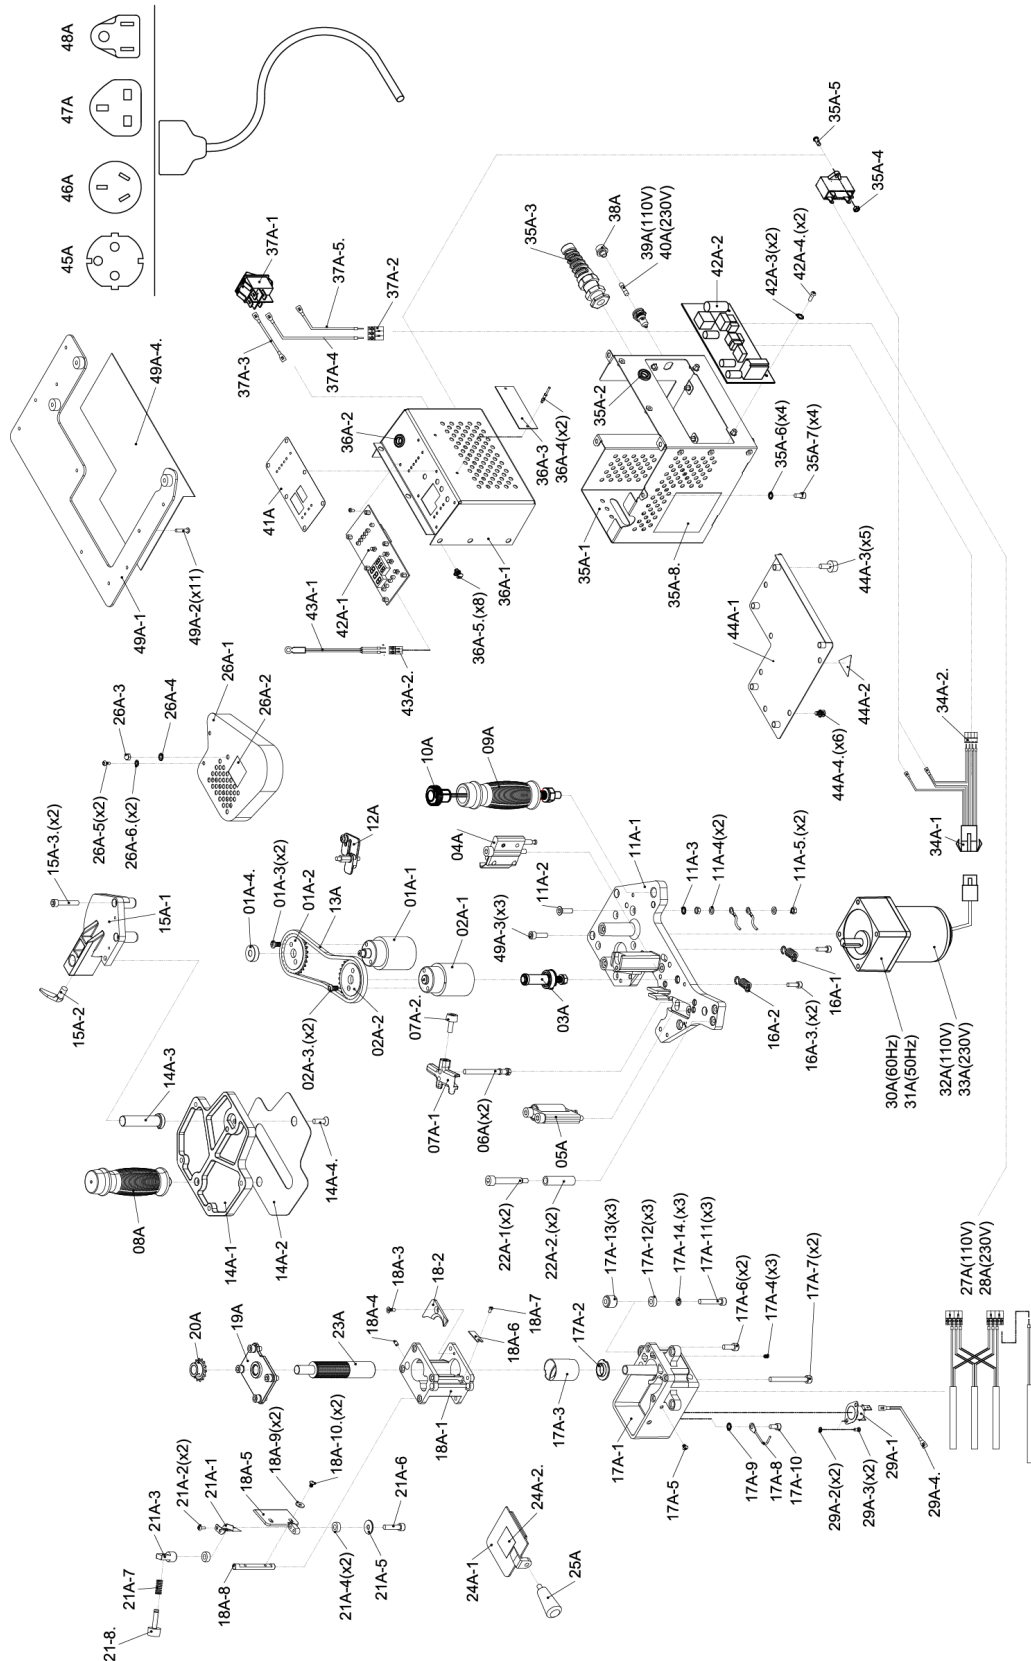 48A
47A
46A
45A
37A-1
37A-5.
37A-2
37A-3
37A-4
49A-4.
49A-1
49A-2(x11)
35A-5
35A-4
35A-3
38A
39A(110V)
40A(230V)
42A-2
42A-3(x2)
42A-4.(x2)
35A-2
35A-6(x4)
35A-7(x4)
35A-1
35A-8.
36A-2
36A-3
36A-4(x2)
41A
36A-1
42A-1
36A-5.(x8)
43A-1
43A-2.
44A-1
44A-3(x5)
44A-2
44A-4.(x6)
34A-2.
34A-1
26A-1
26A-2
26A-3
26A-4
26A-5(x2)
26A-6.(x2)
15A-3.(x2)
15A-1
15A-2
10A
09A
12A
04A
01A-4.
01A-3(x2)
01A-2
13A
01A-1
02A-1
02A-2
02A-3.(x2)
07A-2.
07A-1
03A
06A(x2)
05A
11A-1
11A-2
49A-3(x3)
11A-3
11A-4(x2)
11A-5.(x2)
16A-1
16A-2
16A-3.(x2)
30A(60Hz)
31A(50Hz)
32A(110V)
33A(230V)
14A-3
14A-4.
08A
14A-1
14A-2
22A-1(x2)
22A-2.(x2)
20A
19A
23A
18A-4
18A-3
18-2
18A-7
18A-6
18A-1
17A-13(x3)
17A-12(x3)
17A-14.(x3)
17A-11(x3)
17A-2
17A-3
17A-6(x2)
17A-4(x3)
17A-7(x2)
17A-1
17A-5
17A-9
17A-8
17A-10
27A(110V)
28A(230V)
29A-2(x2)
29A-3(x2)
29A-1
29A-4.
21A-2(x2)
21A-1
18A-5
18A-9(x2)
18A-10.(x2)
21A-3
21A-7
21-8.
18A-8
21A-4(x2)
21A-5
21A-6
24A-2.
24A-1
25A